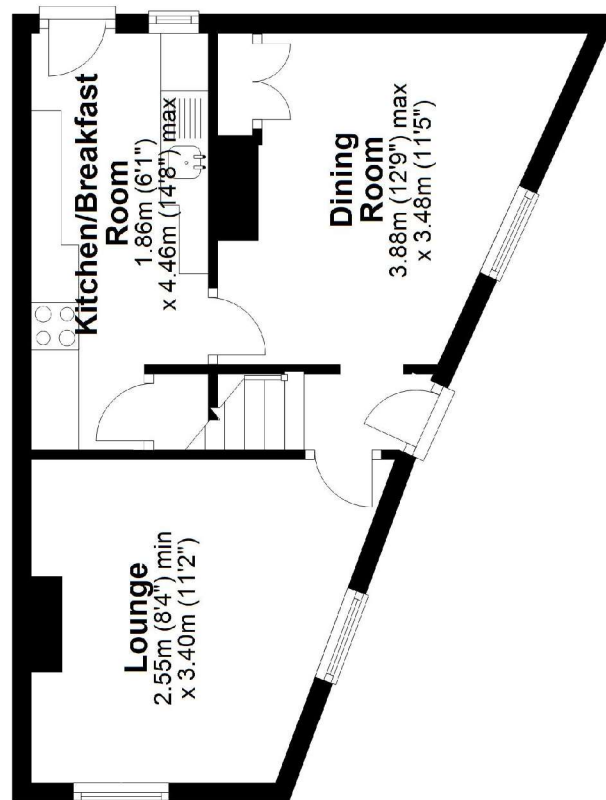 Kitchen/Breakfast
Room
1.86m (6'1")
x 4.46m (14'8") max
Dining
Room
3.88m (12'9") max
x 3.48m (11'5")
Lounge
2.55m (8'4") min
x 3.40m (11'2")